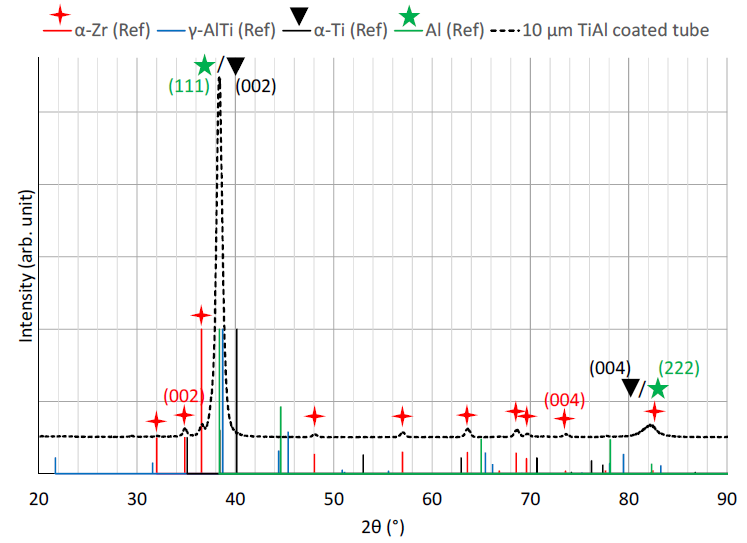 α-Zr (Ref) γ-AlTi (Ref) α-Ti (Ref) Al (Ref) 10 µm TiAl coated tube
/
(111) (002)
Intensity (arb. unit)
(002)
(004) / (222)
(004)
20 30 40 50 60 70 80 90
2θ (°)